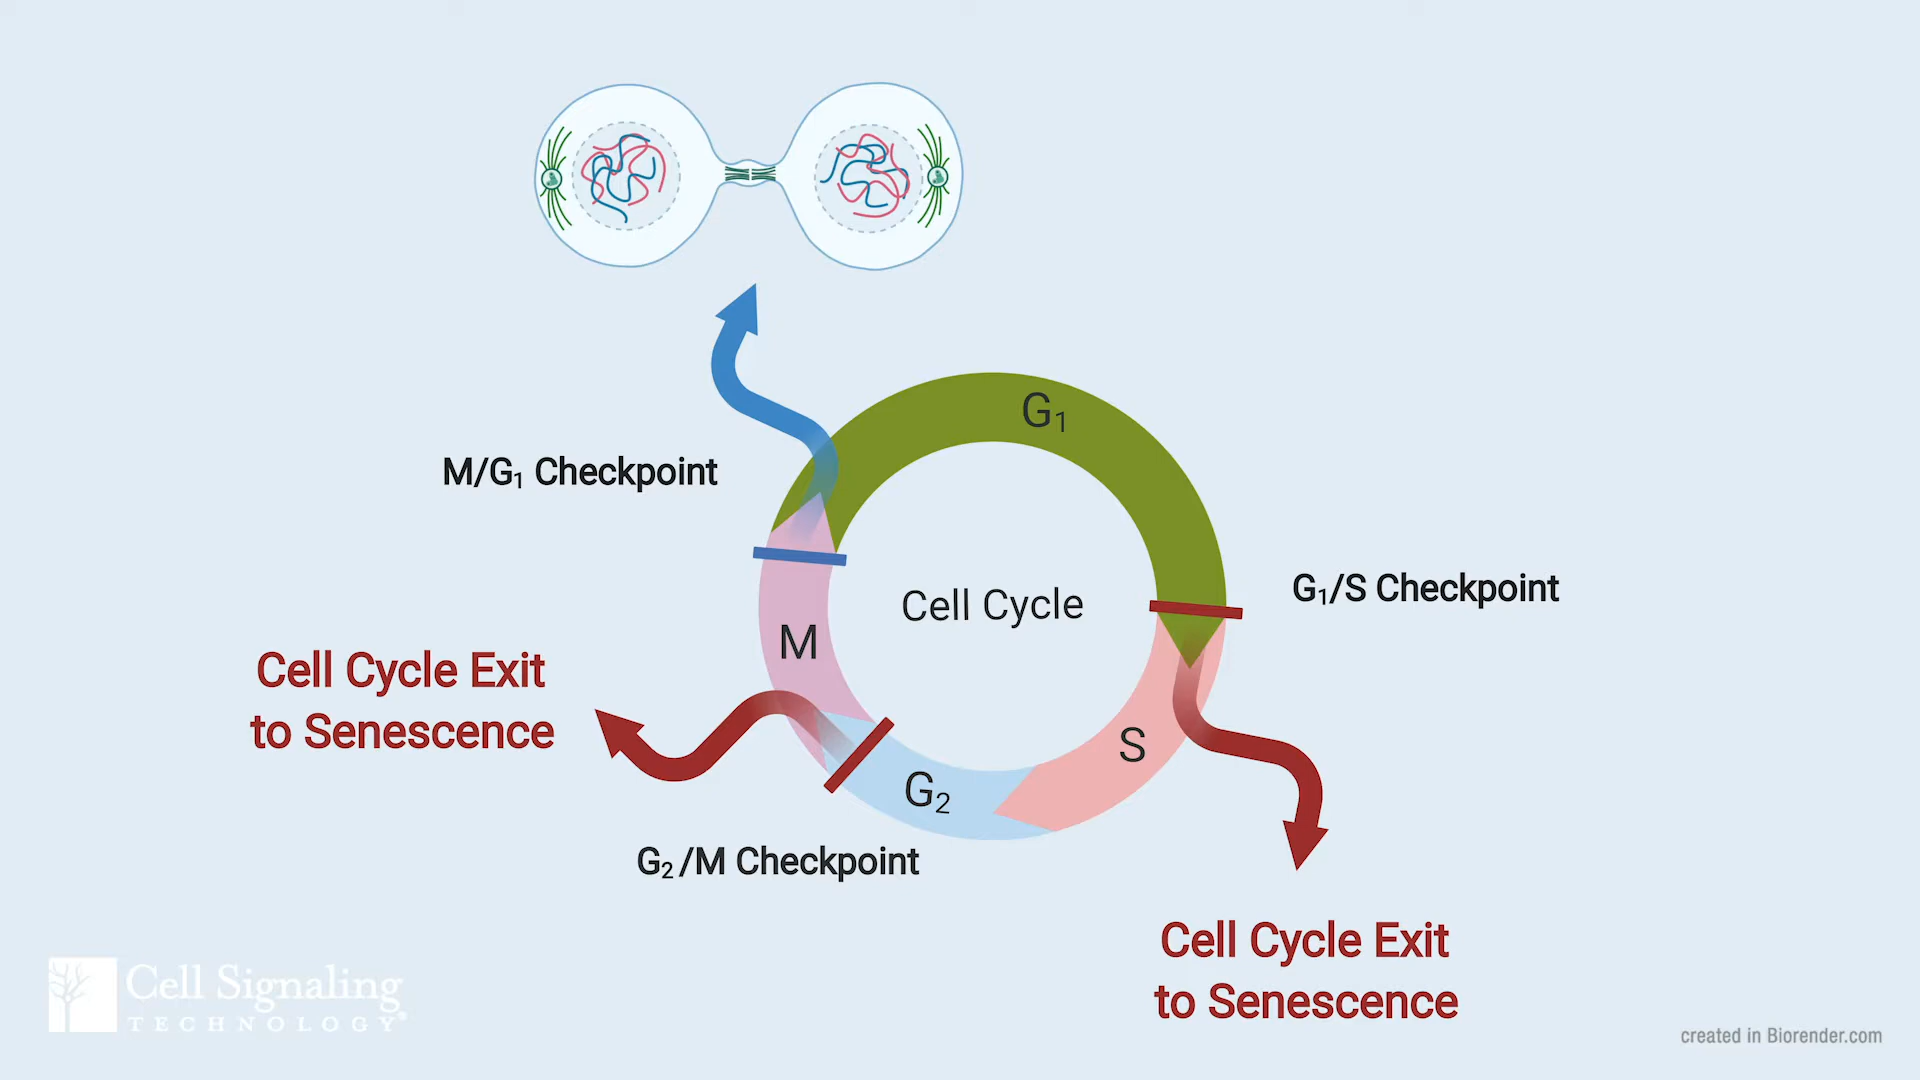 G₁
M/G₁ Checkpoint
G₁/S Checkpoint
Cell Cycle
M
Cell Cycle Exit
to Senescence
S
G₂
G₂ /M Checkpoint
Cell Cycle Exit
to Senescence
Cell Signaling
TECHNOLOGY®
created in Biorender.com